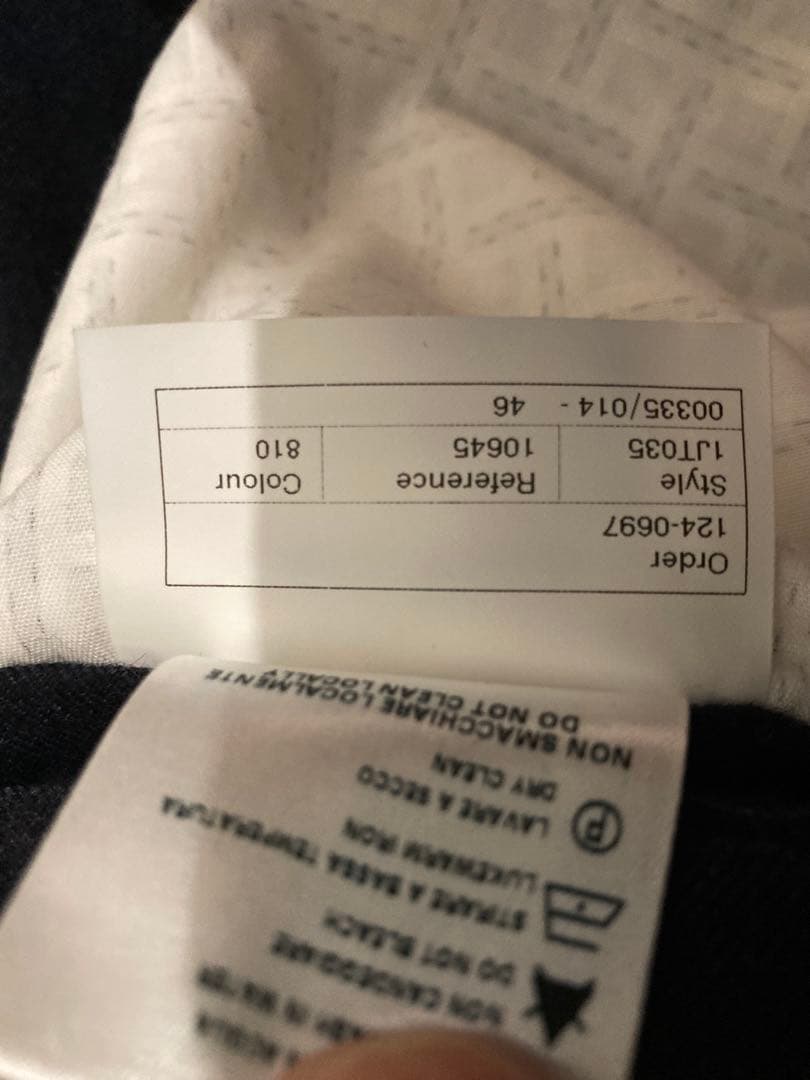 NON CANDEGGIARE
DO NOT BLEACH
STIRARE A BASSA TEMPERATURA
LUKEWARM IRON
P
LAVARE A SECCO
DRY CLEAN
NON SMACCHIARE LOCALMENTE
DO NOT CLEAN LOCALLY
Order
124-0697
Style Reference Colour
1JT035 10645 810
00335/014 - 46